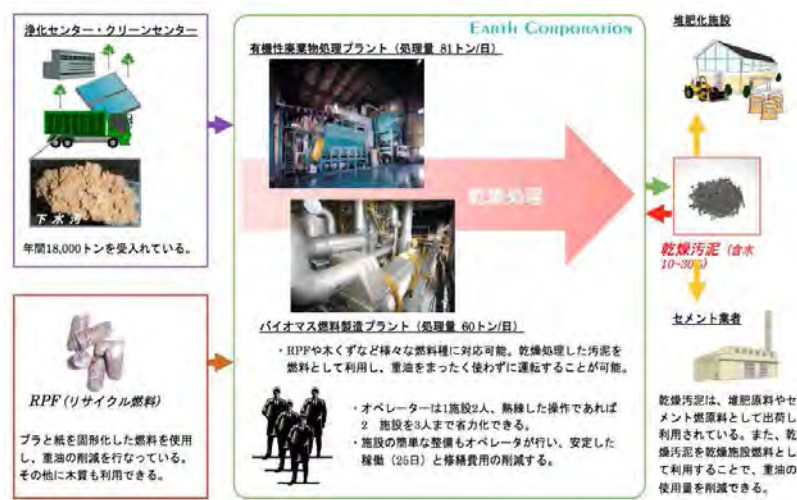 浄化センター・クリーンセンター
下水汚
年間18,000トンを受入れている。
RPF(リサイクル燃料)
プラと紙を固形化した燃料を使用
し、重油の削減を行なっている。
その他に木質も利用できる。
EARTH CORPORATION
有機性廃棄物処理プラント（処理量 81トン/日）
乾燥処理
バイオマス燃料製造プラント（処理量 60トン/日）
・RPFや木くずなど様々な燃料種に対応可能。乾燥処理した汚泥を
燃料として利用し、重油をまったく使わずに運転することが可能。
・オペレーターは1施設2人、熟練した操作であれば
2 施設を3人まで省力化できる。
・施設の簡単な整備もオペレータが行い、安定した
稼働（25日）と修繕費用の削減する。
堆肥化施設
乾燥汚泥（含水
10~30%）
セメント業者
乾燥汚泥は、堆肥原料やセ
メント燃原料として出荷し
利用されている。また、乾
燥汚泥を乾燥施設燃料とし
て利用することで、重油の
使用量を削減できる。